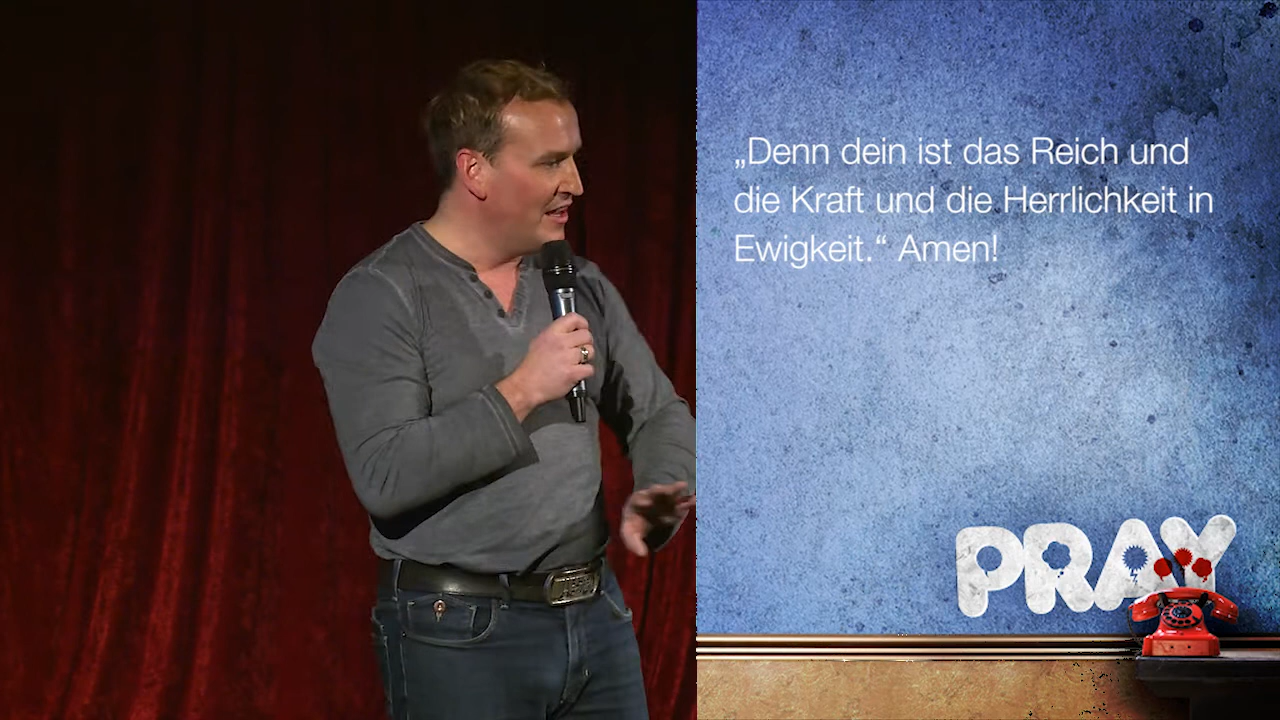 „Denn dein ist das Reich und
die Kraft und die Herrlichkeit in
Ewigkeit.“ Amen!
PRAY